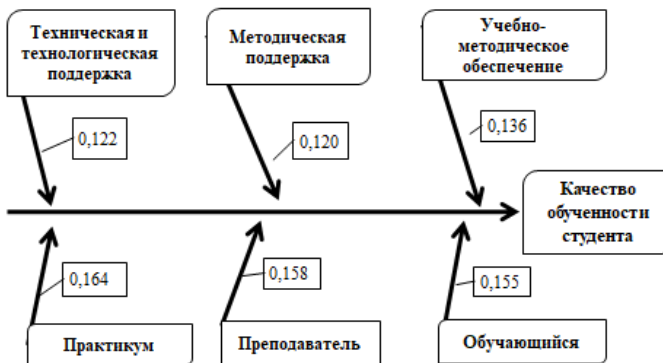 Техническая и
технологическая
поддержка
Методическая
поддержка
Учебно-
методическое
обеспечение
0,122
0,120
0,136
Качество
обученности
студента
0,164
0,158
0,155
Практикум
Преподаватель
Обучающийся